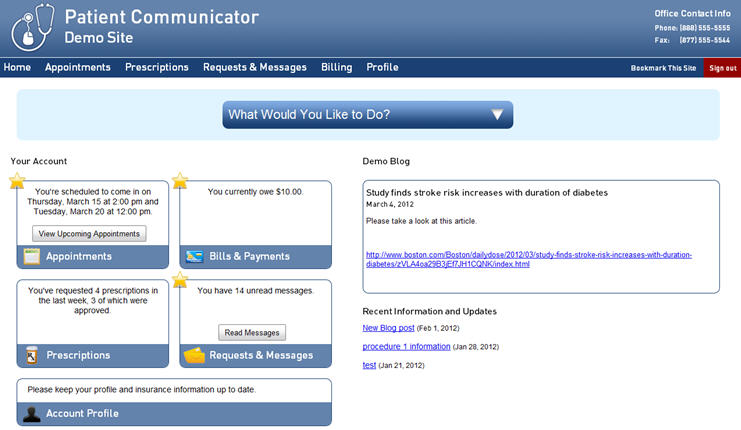 Patient Communicator
Demo Site
Office Contact Info
Phone: (888) 555-5555
Fax: (877) 555-5544
Home Appointments Prescriptions Requests & Messages Billing Profile Bookmark This Site Sign out
What Would You Like to Do?
Your Account
You're scheduled to come in on
Thursday, March 15 at 2:00 pm and
Tuesday, March 20 at 12:00 pm.
View Upcoming Appointments
Appointments
You currently owe $10.00.
Bills & Payments
You've requested 4 prescriptions in
the last week, 3 of which were
approved.
Prescriptions
You have 14 unread messages.
Read Messages
Requests & Messages
Please keep your profile and insurance information up to date.
Account Profile
Demo Blog
Study finds stroke risk increases with duration of diabetes
March 4, 2012
Please take a look at this article.
http://www.boston.com/Boston/dailydose/2012/03/study-finds-stroke-risk-increases-with-duration-
diabetes/zVLA4oa29B3jEf7JH1CQNK/index.html
Recent Information and Updates
New Blog post (Feb 1, 2012)
procedure 1 information (Jan 28, 2012)
test (Jan 21, 2012)